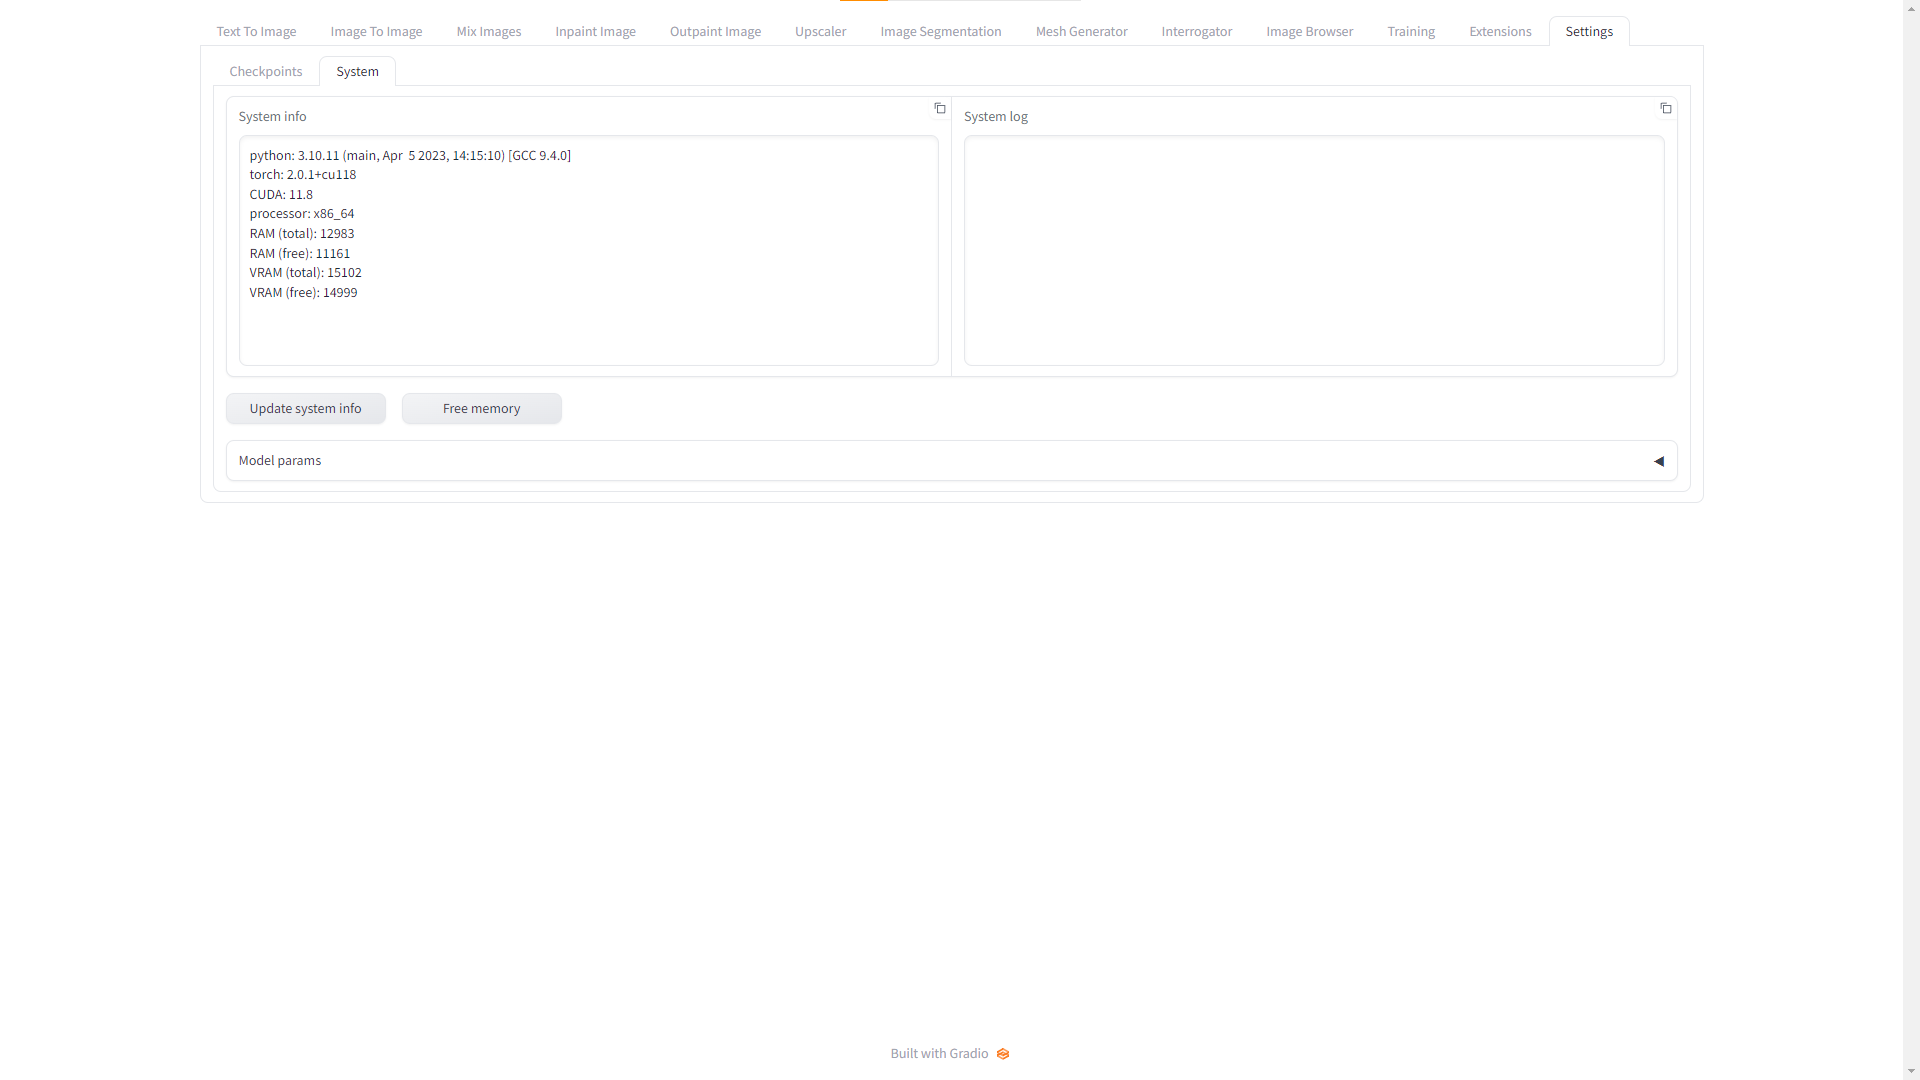 Text To Image
Image To Image
Mix Images
Inpaint Image
Outpaint Image
Upscaler
Image Segmentation
Mesh Generator
Interrogator
Image Browser
Training
Extensions
Settings
Checkpoints
System
System info
python: 3.10.11 (main, Apr  5 2023, 14:15:10) [GCC 9.4.0]
torch: 2.0.1+cu118
CUDA: 11.8
processor: x86_64
RAM (total): 12983
RAM (free): 11161
VRAM (total): 15102
VRAM (free): 14999
System log
Update system info
Free memory
Model params
Built with Gradio